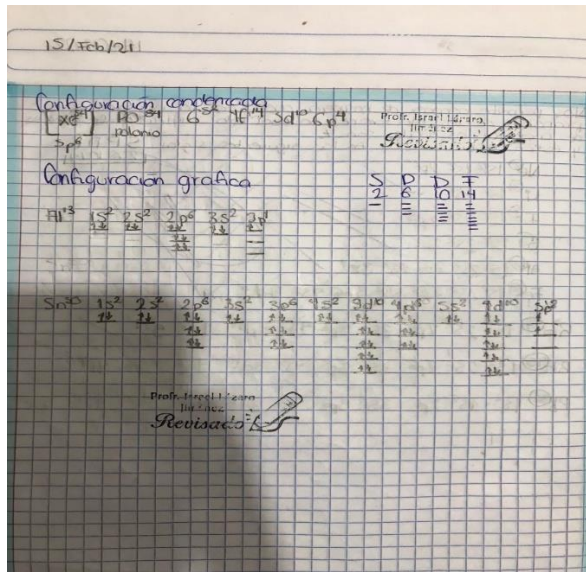 15/Feb/21
Configuración condencada
[Xe54] PO84 6s2 4f14 5d10 6p4
5p6 polonio
Profr. Israel Lázaro
Jiménez
Revisado
Configuración grafica
S P D F
2 6 10 14
Al13 1s2 2s2 2p6 3s2 3p1
Sn50 1s2 2s2 2p6 3s2 3p6 4s2 3d10 4p6 5s2 4d10 5p2
Profr. Israel Lázaro
Jiménez
Revisado